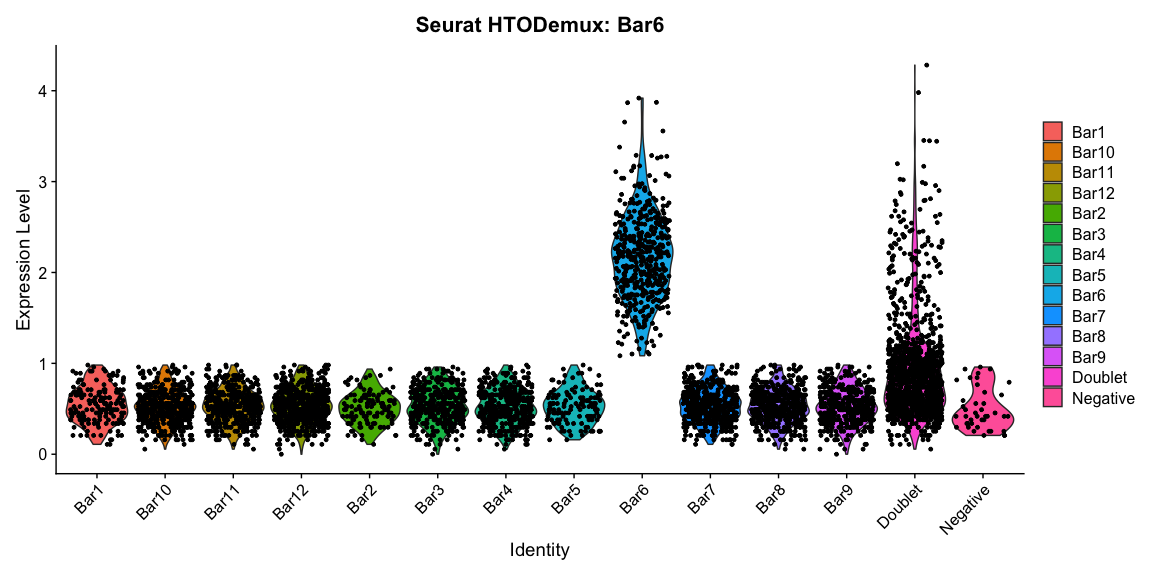 Seurat HTODemux: Bar6
Expression Level
4
3
2
1
0
Bar1
Bar10
Bar11
Bar12
Bar2
Bar3
Bar4
Bar5
Bar6
Bar7
Bar8
Bar9
Doublet
Negative
Identity
Bar1
Bar10
Bar11
Bar12
Bar2
Bar3
Bar4
Bar5
Bar6
Bar7
Bar8
Bar9
Doublet
Negative